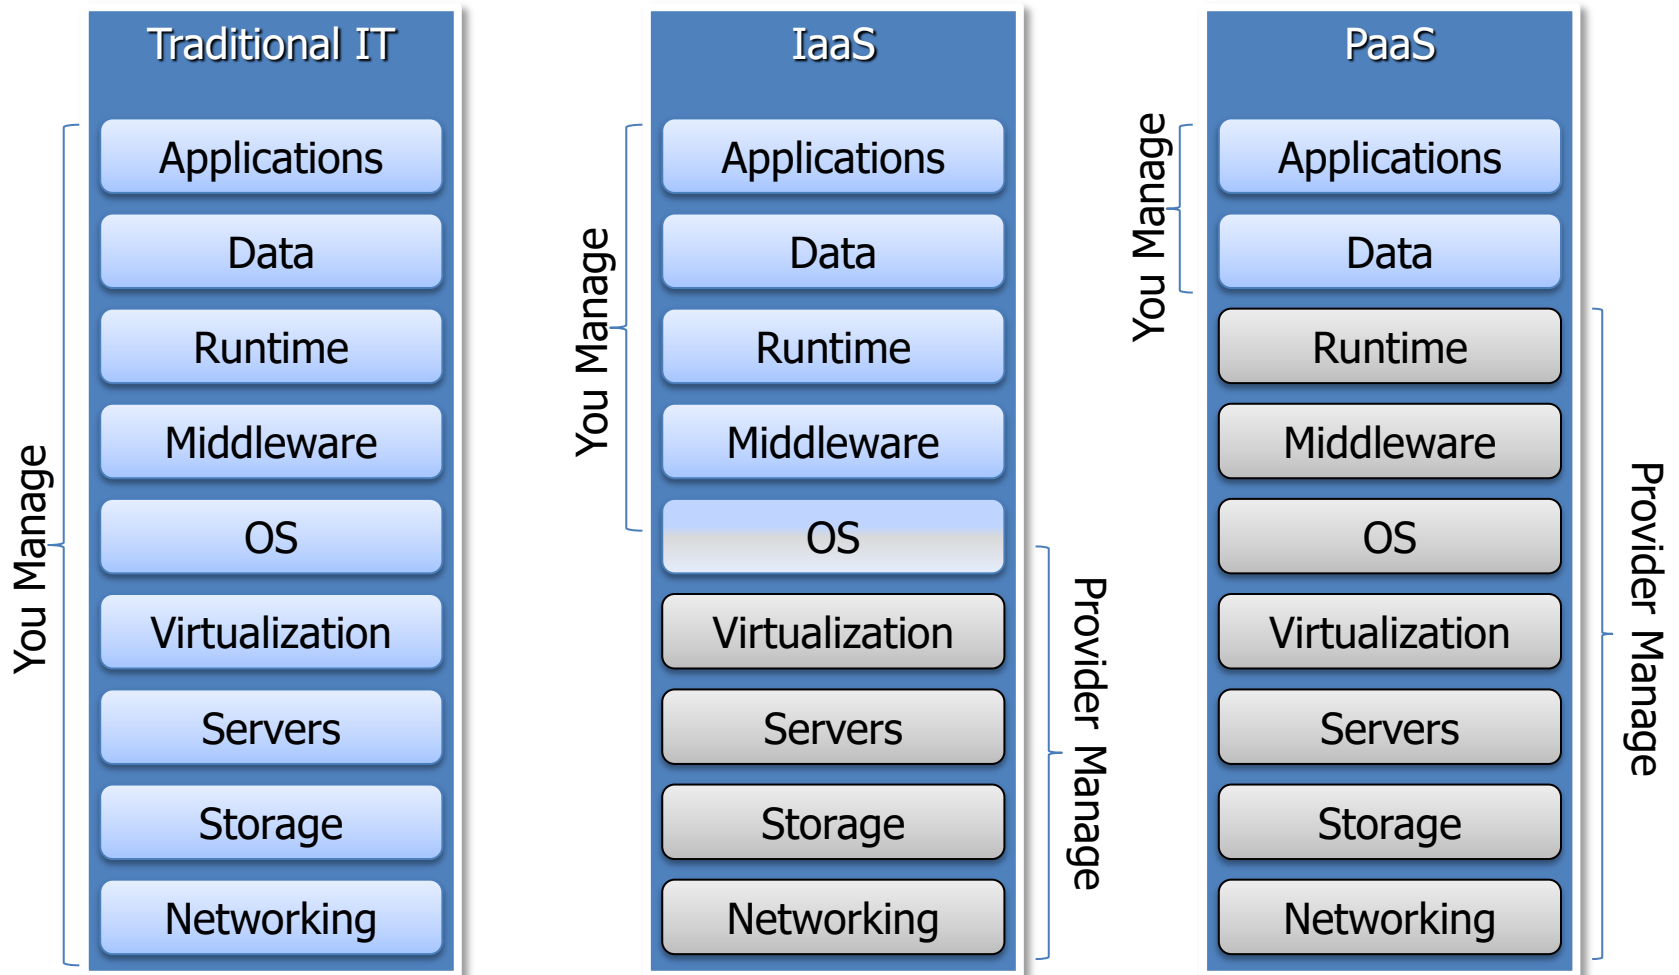 Traditional IT
You Manage
Applications
Data
Runtime
Middleware
OS
Virtualization
Servers
Storage
Networking
IaaS
You Manage
Applications
Data
Runtime
Middleware
OS
Virtualization
Servers
Storage
Networking
Provider Manage
PaaS
You Manage
Applications
Data
Runtime
Middleware
OS
Virtualization
Servers
Storage
Networking
Provider Manage